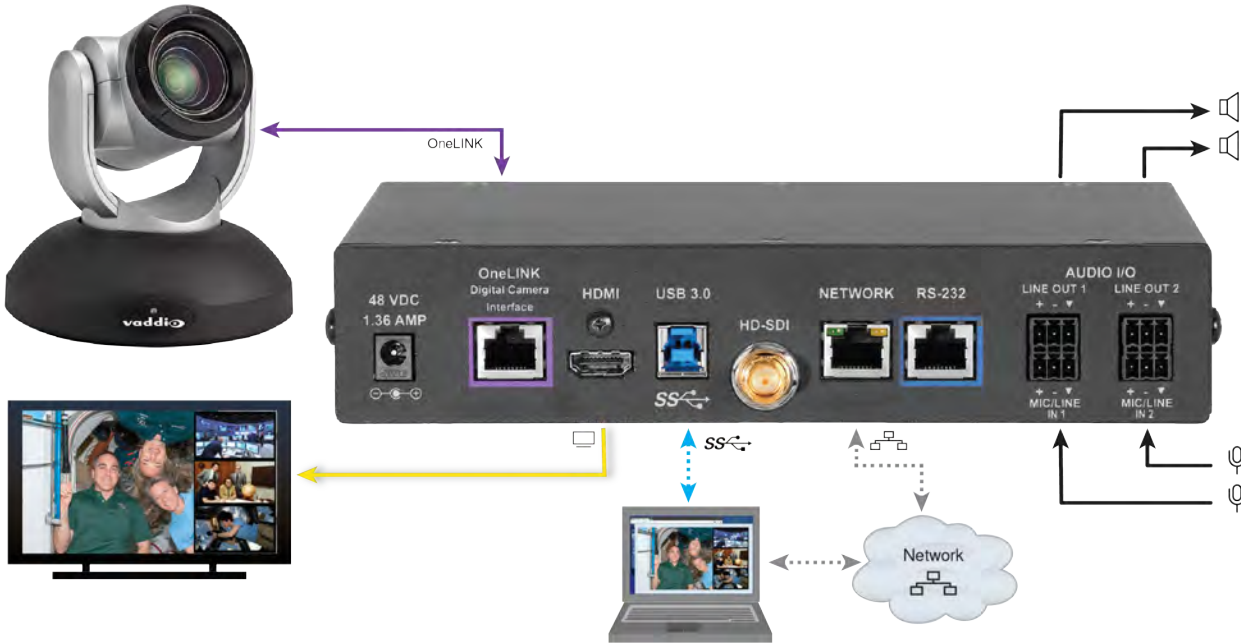 OneLINK
vaddio
48 VDC
1.36 AMP
OneLINK
Digital Camera
Interface
HDMI
USB 3.0
HD-SDI
NETWORK
RS-232
AUDIO I/O
LINE OUT 1
LINE OUT 2
+ - ▼
+ - ▼
+ - ▼
+ - ▼
MIC/LINE
IN 1
MIC/LINE
IN 2
SS
SS
Network